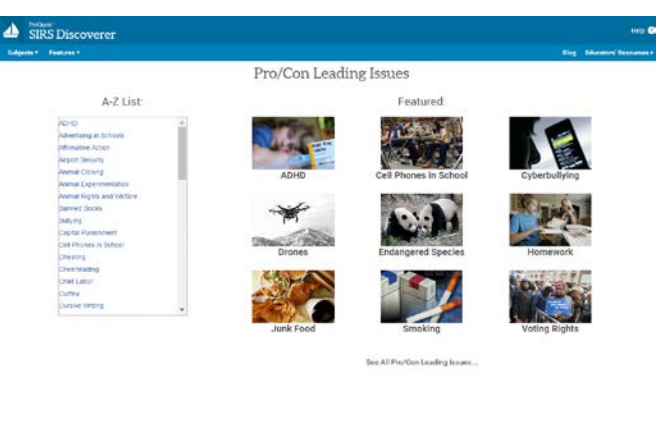 ProQuest
SIRS Discoverer
Help
Subjects
Features
Blog
Educators' Resources
Pro/Con Leading Issues
A-Z List:
ADHD
Advertising in Schools
Affirmative Action
Airport Security
Animal Cloning
Animal Experimentation
Animal Rights and Welfare
Banned Books
Bullying
Capital Punishment
Cell Phones in School
Cheating
Cheerleading
Child Labor
Curfew
Cursive Writing
Featured:
ADHD
Cell Phones in School
Cyberbullying
Drones
Endangered Species
Homework
Junk Food
Smoking
Voting Rights
See All Pro/Con Leading Issues...